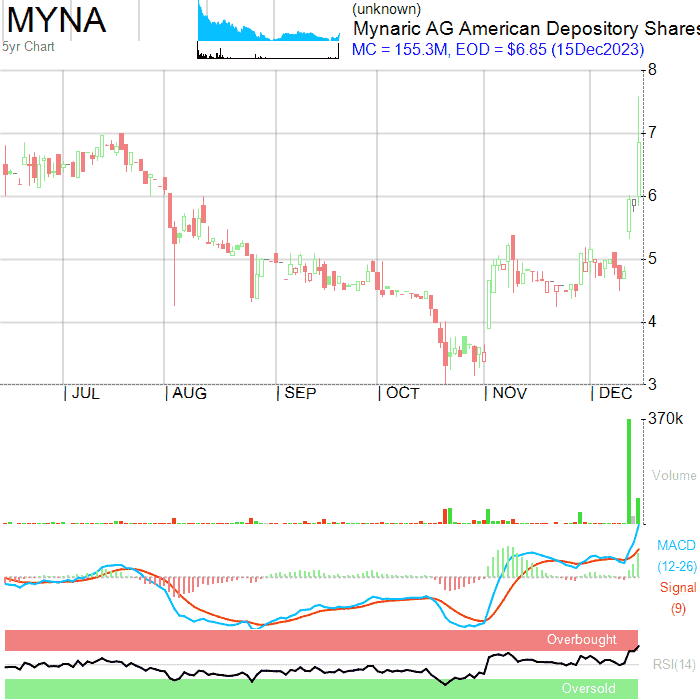 MYNA
5yr Chart
(unknown)
Mynaric AG American Depository Shares
MC = 155.3M, EOD = $6.85 (15Dec2023)
8
7
6
5
4
3
JUL AUG SEP OCT NOV DEC
370k
Volume
MACD
(12-26)
Signal
(9)
Overbought
RSI(14)
Oversold